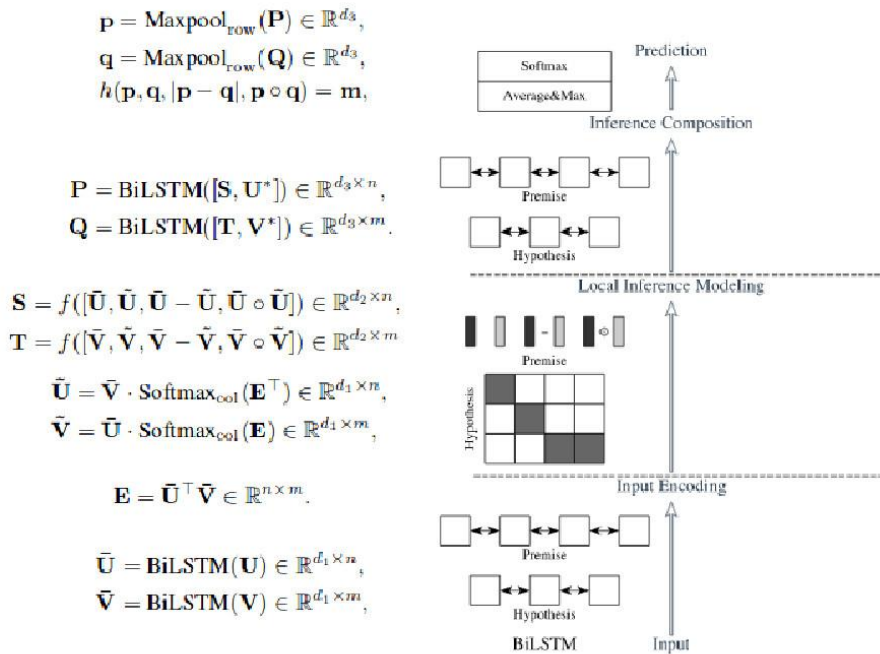 p = Maxpool_row(P) ∈ ℝ^{d_3},
q = Maxpool_row(Q) ∈ ℝ^{d_3},
h(p, q, |p − q|, p ∘ q) = m,
P = BiLSTM([S, U*]) ∈ ℝ^{d_3 × n},
Q = BiLSTM([T, V*]) ∈ ℝ^{d_3 × m}.
S = f([Ū, Ũ, Ū − Ũ, Ū ∘ Ũ]) ∈ ℝ^{d_2 × n},
T = f([V̄, Ṽ, V̄ − Ṽ, V̄ ∘ Ṽ]) ∈ ℝ^{d_2 × m}
Ũ = V̄ · Softmax_col(E^⊤) ∈ ℝ^{d_1 × n},
Ṽ = Ū · Softmax_col(E) ∈ ℝ^{d_1 × m},
E = Ū^⊤ V̄ ∈ ℝ^{n × m}.
Ū = BiLSTM(U) ∈ ℝ^{d_1 × n},
V̄ = BiLSTM(V) ∈ ℝ^{d_1 × m},
Prediction
Softmax
Average&Max
Inference Composition
Premise
Hypothesis
Local Inference Modeling
−
⊙
Premise
Hypothesis
Input Encoding
Premise
Hypothesis
BiLSTM
Input